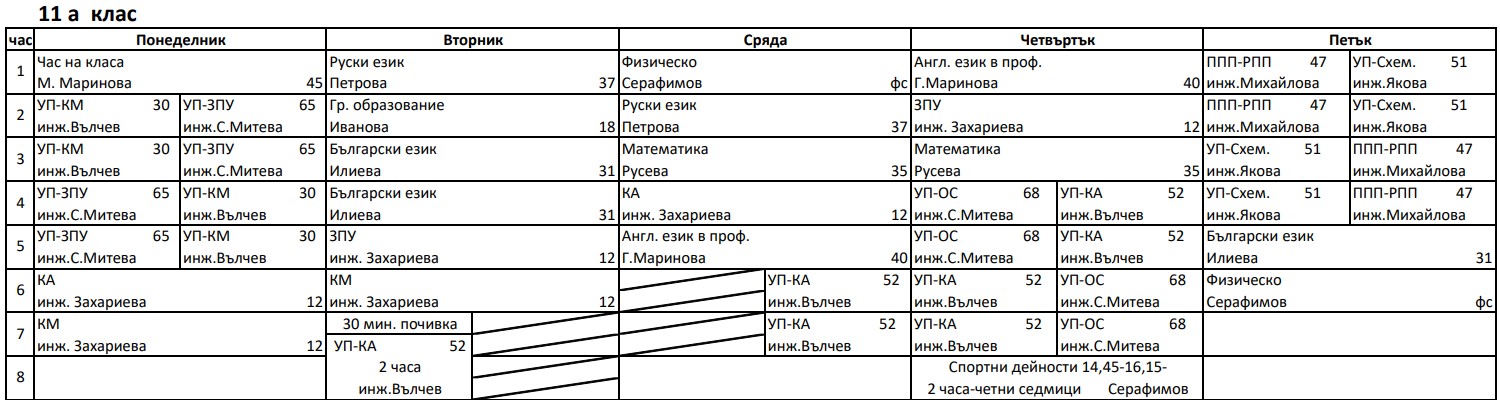 11 а клас
час Понеделник Вторник Сряда Четвъртък Петък
1
Час на класа
М. Маринова 45
Руски език
Петрова 37
Физическо
Серафимов фс
Англ. език в проф.
Г.Маринова 40
ППП-РПП 47
инж.Михайлова
УП-Схем. 51
инж.Якова
2
УП-КМ 30
инж.Вълчев
УП-ЗПУ 65
инж.С.Митева
Гр. образование
Иванова 18
Руски език
Петрова 37
ЗПУ
инж. Захариева 12
ППП-РПП 47
инж.Михайлова
УП-Схем. 51
инж.Якова
3
УП-КМ 30
инж.Вълчев
УП-ЗПУ 65
инж.С.Митева
Български език
Илиева 31
Математика
Русева 35
Математика
Русева 35
УП-Схем. 51
инж.Якова
ППП-РПП 47
инж.Михайлова
4
УП-ЗПУ 65
инж.С.Митева
УП-КМ 30
инж.Вълчев
Български език
Илиева 31
КА
инж. Захариева 12
УП-ОС 68
инж.С.Митева
УП-КА 52
инж.Вълчев
УП-Схем. 51
инж.Якова
ППП-РПП 47
инж.Михайлова
5
УП-ЗПУ 65
инж.С.Митева
УП-КМ 30
инж.Вълчев
ЗПУ
инж. Захариева 12
Англ. език в проф.
Г.Маринова 40
УП-ОС 68
инж.С.Митева
УП-КА 52
инж.Вълчев
Български език
Илиева 31
6
КА
инж. Захариева 12
КМ
инж. Захариева 12
УП-КА 52
инж.Вълчев
УП-КА 52
инж.Вълчев
УП-ОС 68
инж.С.Митева
Физическо
Серафимов фс
7
КМ
инж. Захариева 12
30 мин. почивка
УП-КА 52
2 часа
инж.Вълчев
УП-КА 52
инж.Вълчев
УП-КА 52
инж.Вълчев
УП-ОС 68
инж.С.Митева
8
Спортни дейности 14,45-16,15-
2 часа-четни седмици Серафимов